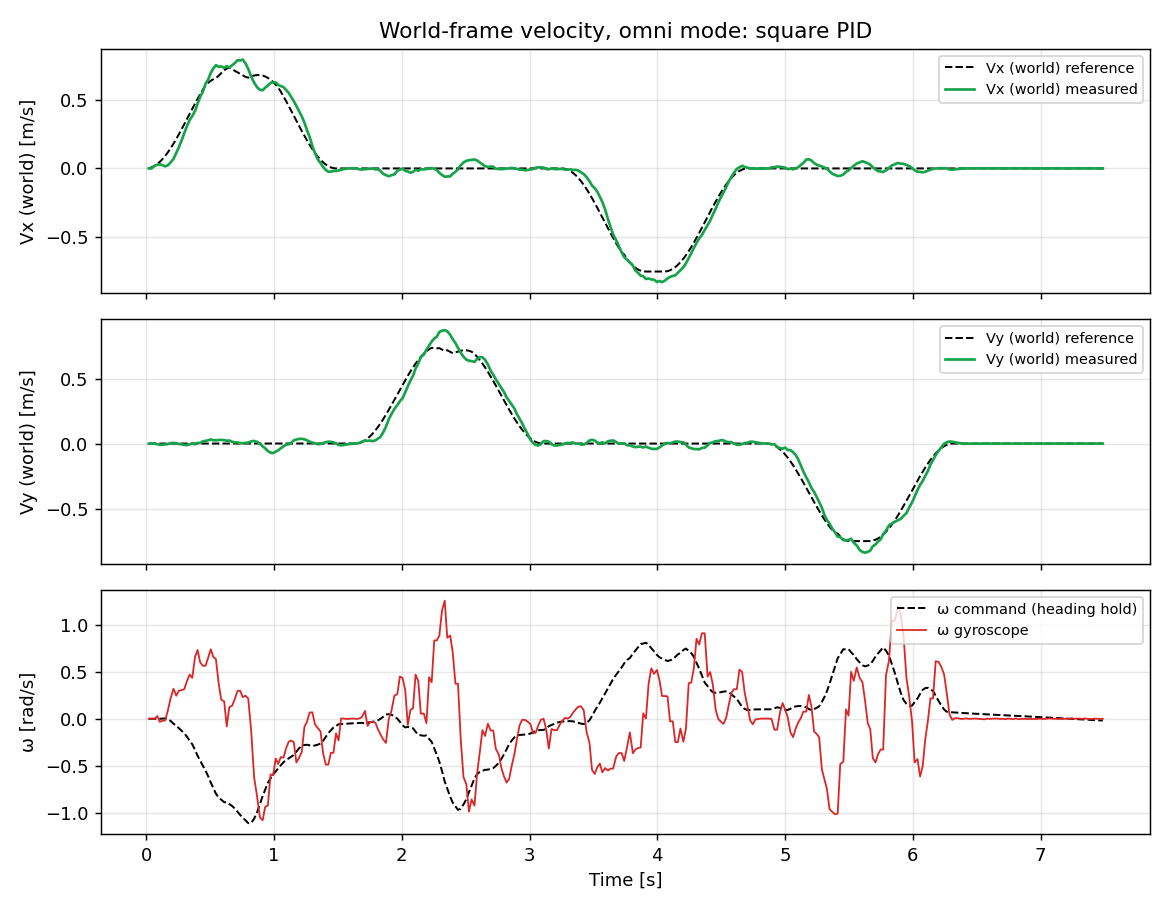 World-frame velocity, omni mode: square PID
Vx (world) [m/s]
0.5
0.0
−0.5
Vx (world) reference
Vx (world) measured
Vy (world) [m/s]
0.5
0.0
−0.5
Vy (world) reference
Vy (world) measured
ω [rad/s]
1.0
0.5
0.0
−0.5
−1.0
ω command (heading hold)
ω gyroscope
0 1 2 3 4 5 6 7
Time [s]